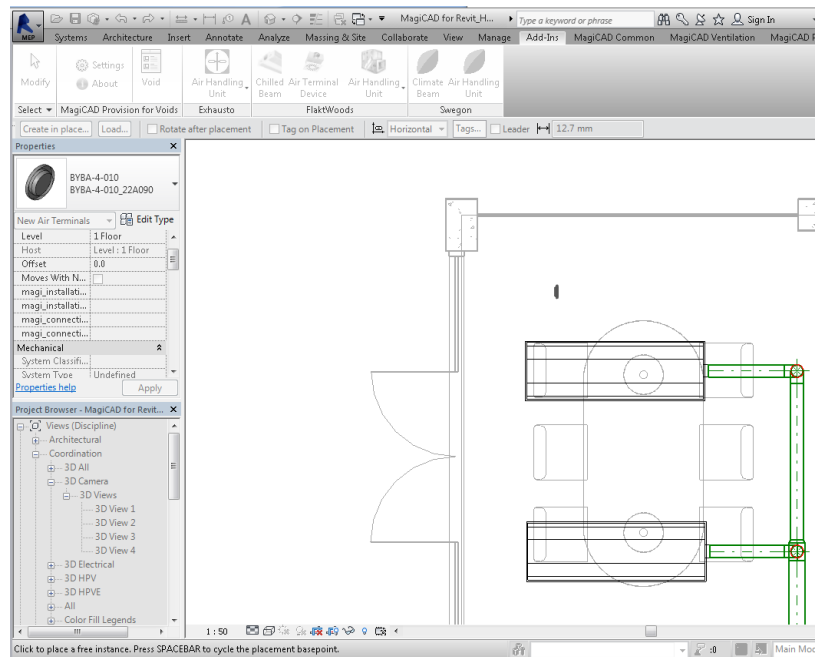 MagiCAD for Revit_H...
Type a keyword or phrase
Sign In
MEP
Systems Architecture Insert Annotate Analyze Massing & Site Collaborate View Manage Add-Ins MagiCAD Common MagiCAD Ventilation MagiCAD
Modify
Settings
About
Void
Air Handling
Unit
Chilled
Beam
Air Terminal
Device
Air Handling
Unit
Climate
Beam
Air Handling
Unit
Select MagiCAD Provision for Voids Exhausto FlaktWoods Swegon
Create in place... Load... Rotate after placement Tag on Placement Horizontal Tags... Leader 12.7 mm
Properties
BYBA-4-010
BYBA-4-010_22A090
New Air Terminals Edit Type
Level 1 Floor
Host Level : 1 Floor
Offset 0.0
Moves With N...
magi_installati...
magi_installati...
magi_connecti...
magi_connecti...
Mechanical
System Classifi...
System Type Undefined
Properties help Apply
Project Browser - MagiCAD for Revit...
Views (Discipline)
Architectural
Coordination
3D All
3D Camera
3D Views
3D View 1
3D View 2
3D View 3
3D View 4
3D Electrical
3D HPV
3D HPVE
All
Color Fill Legends
1 : 50
Click to place a free instance. Press SPACEBAR to cycle the placement basepoint.
:0
Main Mod